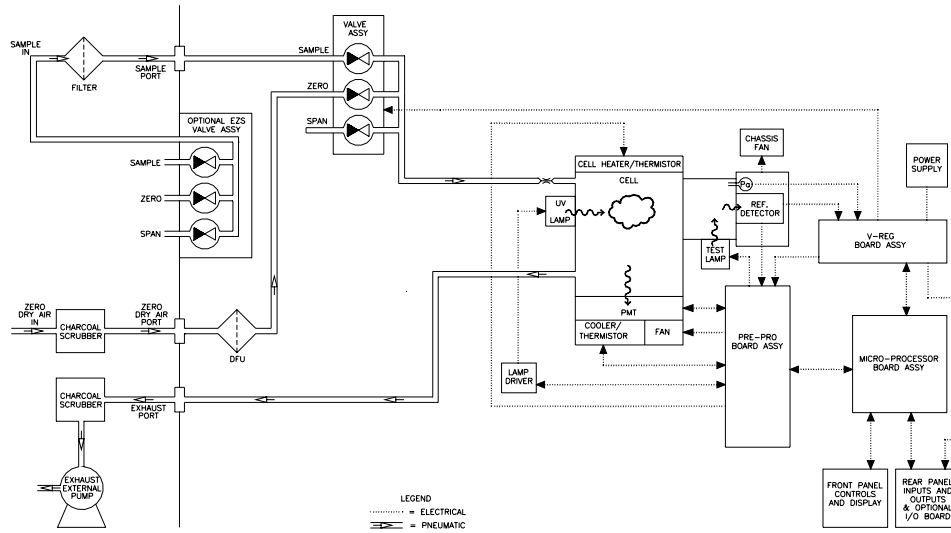 SAMPLE
IN
FILTER
SAMPLE
PORT
VALVE
ASSY
SAMPLE
ZERO
SPAN
OPTIONAL EZS
VALVE ASSY
SAMPLE
ZERO
SPAN
CHASSIS
FAN
POWER
SUPPLY
CELL HEATER/THERMISTOR
CELL
Pa
UV
LAMP
REF.
DETECTOR
TEST
LAMP
V-REG
BOARD ASSY
ZERO
DRY AIR
IN
CHARCOAL
SCRUBBER
ZERO
DRY AIR
PORT
DFU
PMT
COOLER/
THERMISTOR
FAN
PRE-PRO
BOARD ASSY
MICRO-PROCESSOR
BOARD ASSY
LAMP
DRIVER
CHARCOAL
SCRUBBER
EXHAUST
PORT
EXHAUST
EXTERNAL
PUMP
FRONT PANEL
CONTROLS
AND DISPLAY
REAR PANEL
INPUTS AND
OUTPUTS
& OPTIONAL
I/O BOARD
LEGEND
= ELECTRICAL
= PNEUMATIC